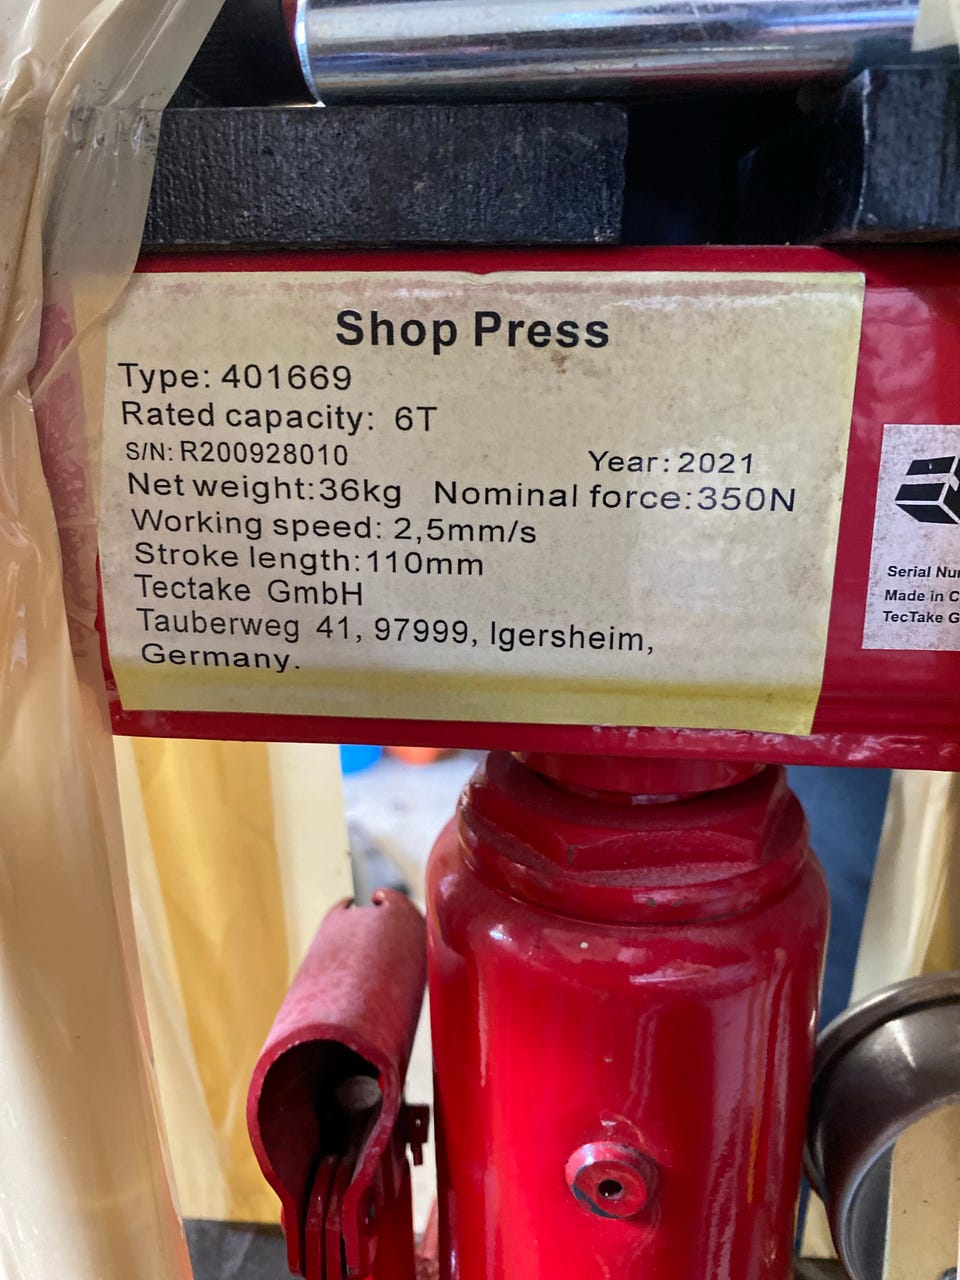 Shop Press
Type: 401669
Rated capacity: 6T
S/N: R200928010 Year: 2021
Net weight:36kg Nominal force:350N
Working speed: 2,5mm/s
Stroke length:110mm
Tectake GmbH
Tauberweg 41, 97999, Igersheim,
Germany.
Serial
Made in
TecTake